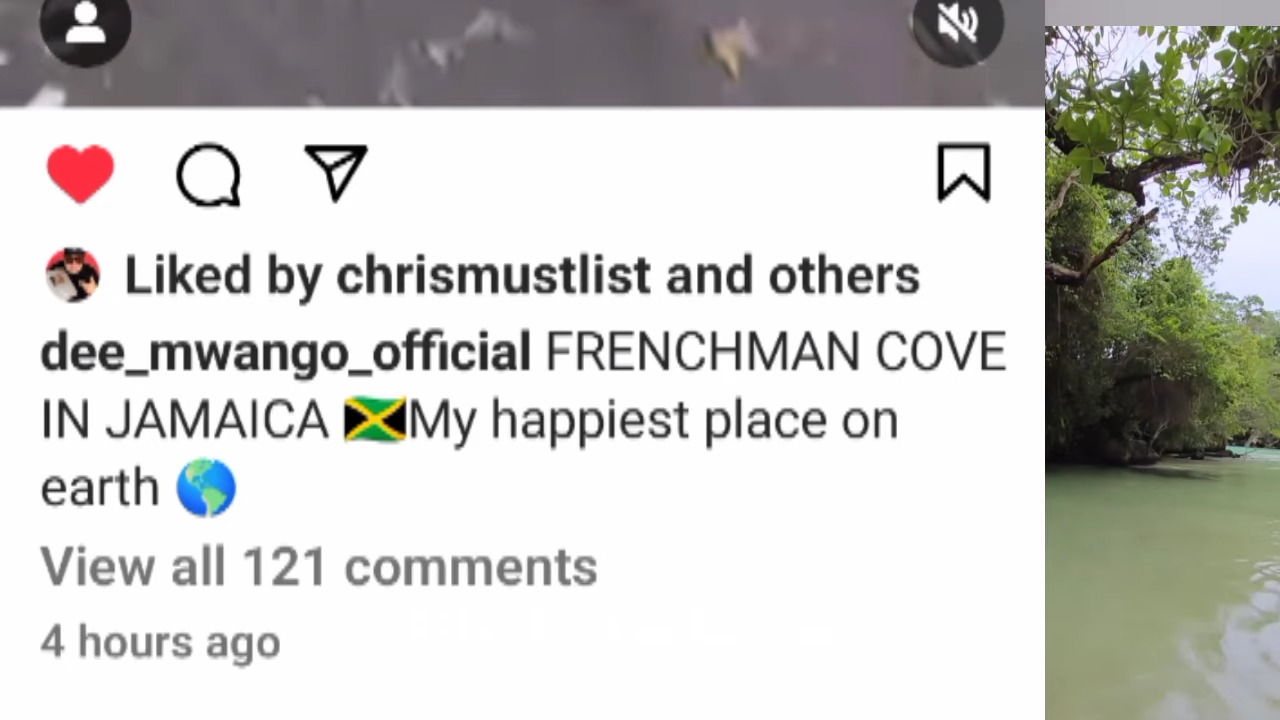 Liked by chrismustlist and others
dee_mwango_official FRENCHMAN COVE
IN JAMAICA 🇯🇲My happiest place on
earth 🌎
View all 121 comments
4 hours ago